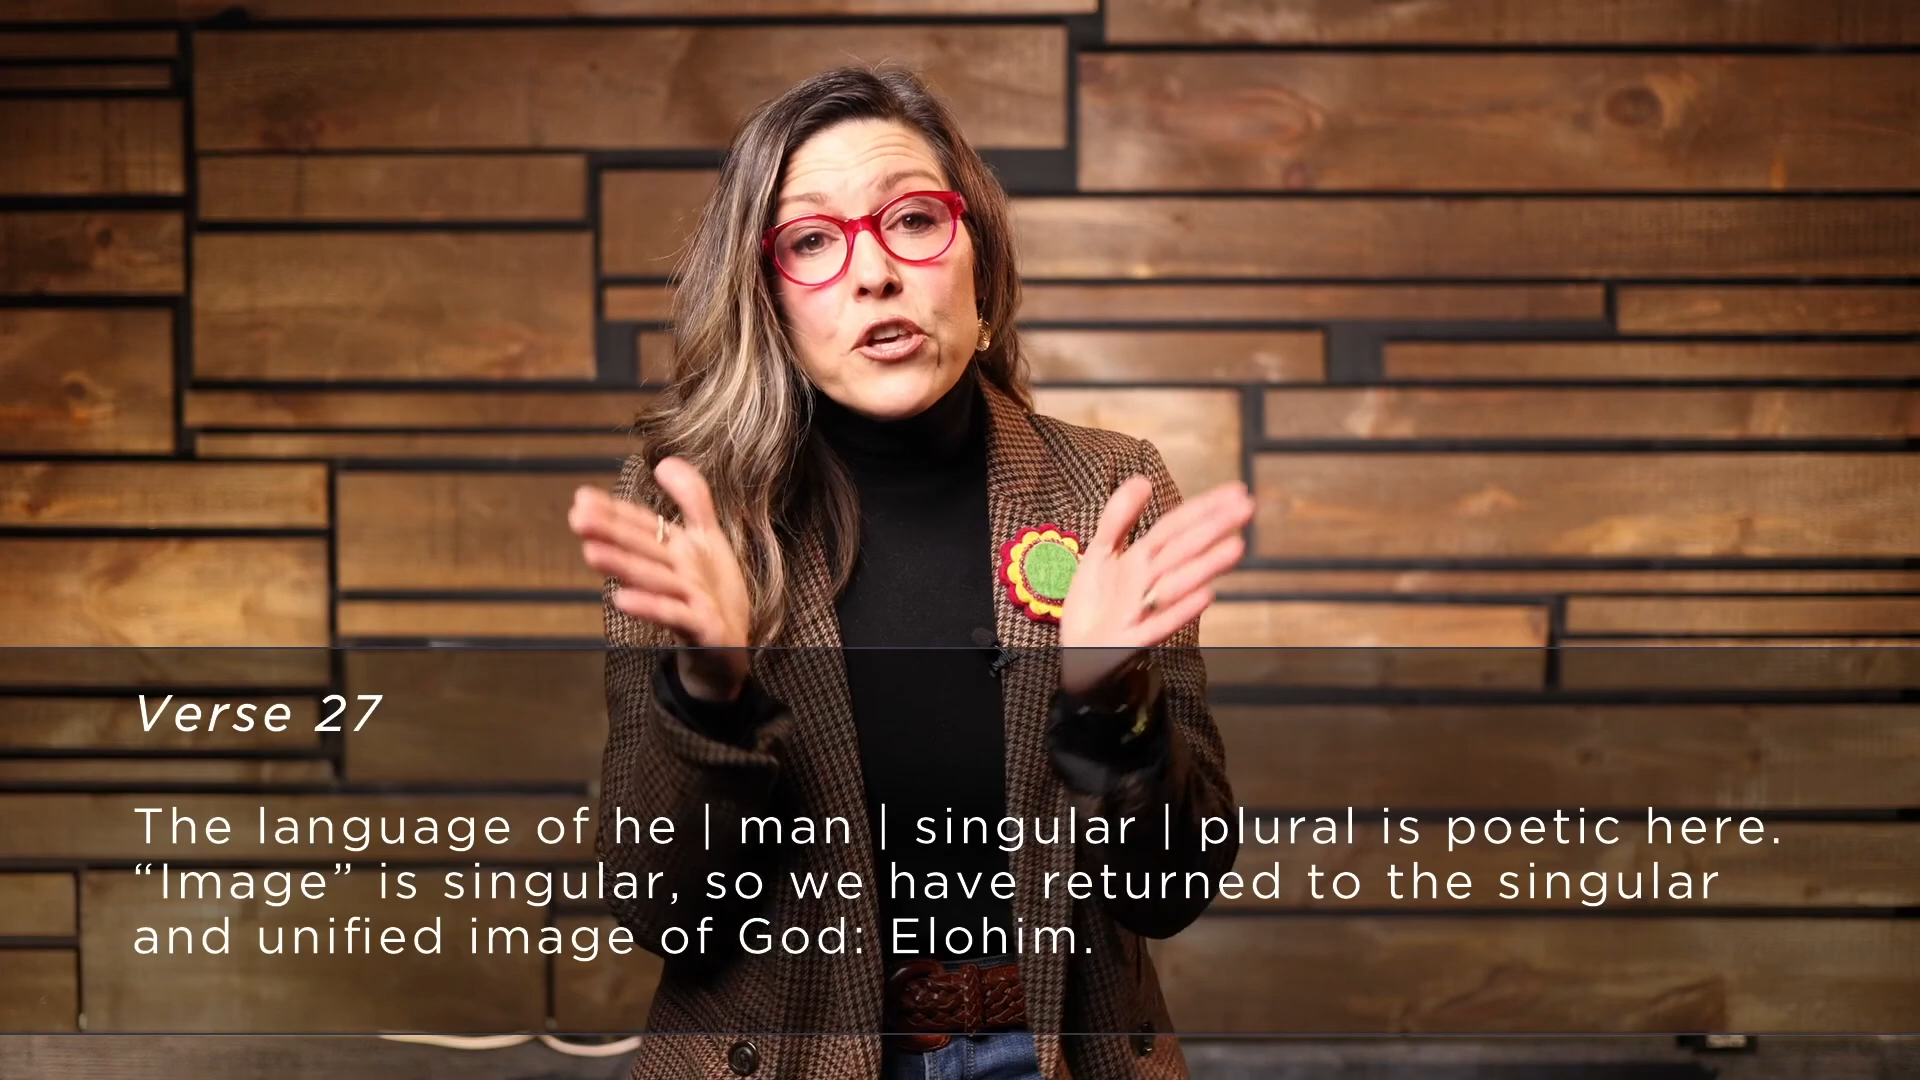 Verse 27
The language of he | man | singular | plural is poetic here.
“Image” is singular, so we have returned to the singular
and unified image of God: Elohim.